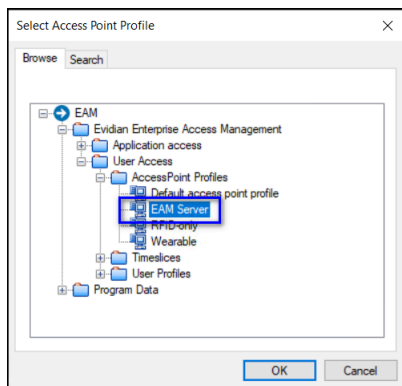 Select Access Point Profile
Browse Search
EAM
Evidian Enterprise Access Management
Application access
User Access
AccessPoint Profiles
Default access point profile
EAM Server
RFID-only
Wearable
Timeslices
User Profiles
Program Data
OK Cancel